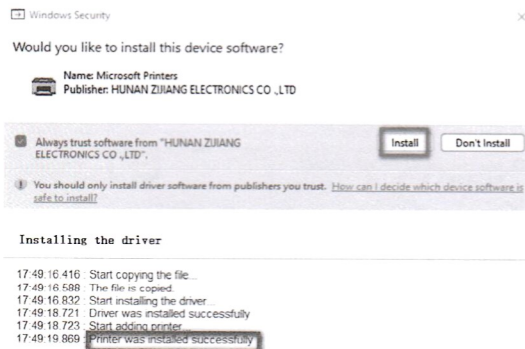 Windows Security
Would you like to install this device software?
Name: Microsoft Printers
Publisher: HUNAN ZIJIANG ELECTRONICS CO .,LTD
Always trust software from "HUNAN ZIJIANG
ELECTRONICS CO .,LTD".
Install
Don't Install
You should only install driver software from publishers you trust. How can I decide which device software is
safe to install?
Installing the driver
17:49:16.416 : Start copying the file...
17:49:16.588 : The file is copied.
17:49:16.832 : Start installing the driver...
17:49:18.721 : Driver was installed successfully
17:49:18.723 : Start adding printer...
17:49:19.869 : Printer was installed successfully